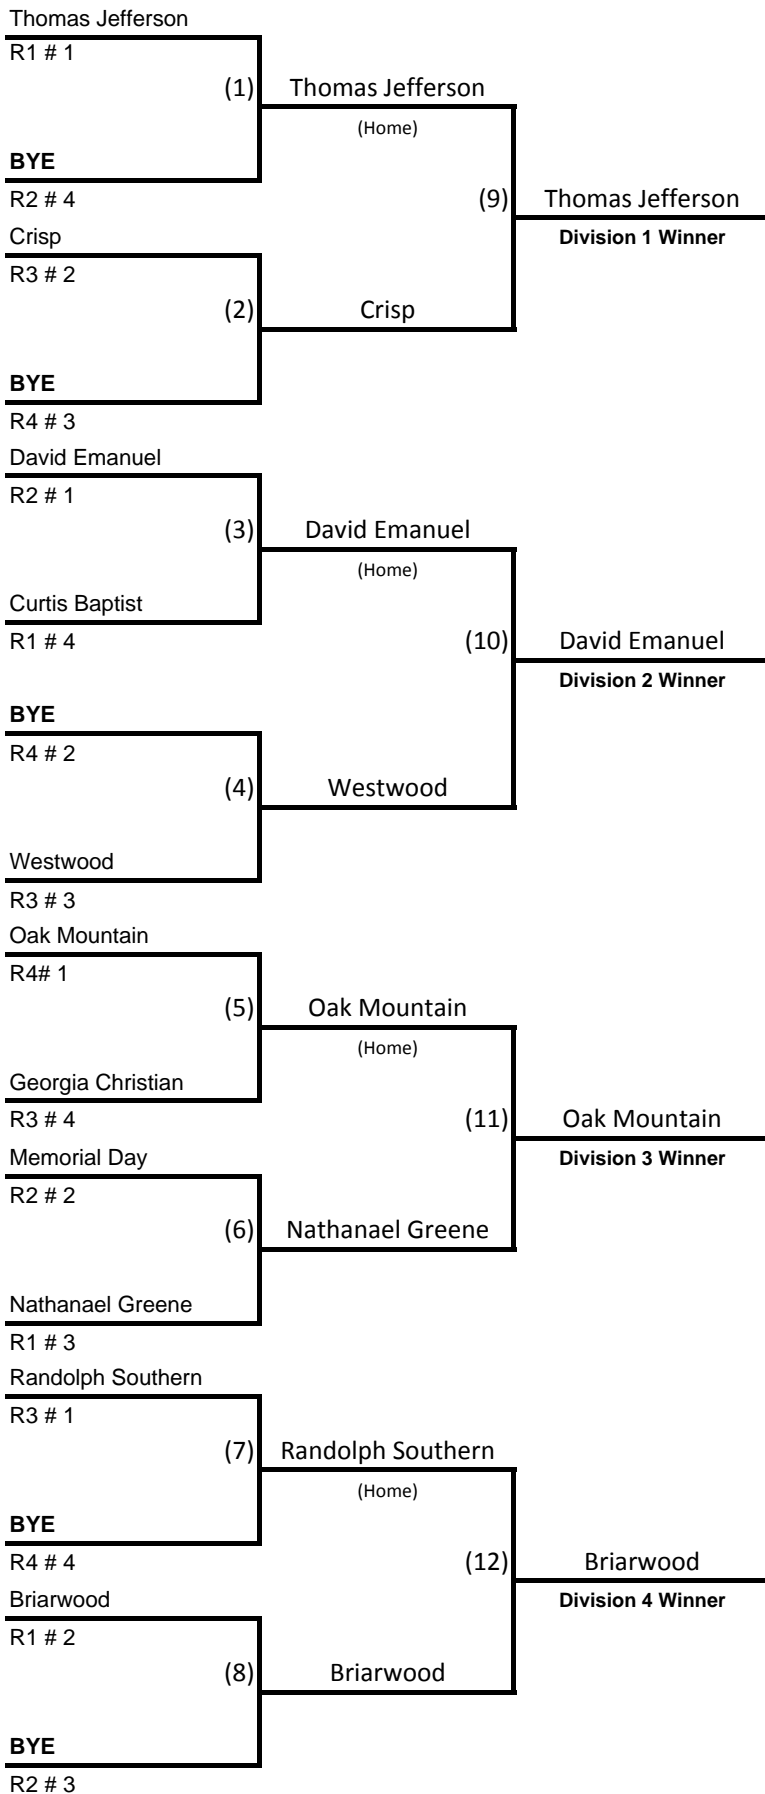 Thomas Jefferson
R1 # 1
(1) Thomas Jefferson
(Home)
BYE
R2 # 4
(9) Thomas Jefferson
Division 1 Winner
Crisp
R3 # 2
(2) Crisp
BYE
R4 # 3
David Emanuel
R2 # 1
(3) David Emanuel
(Home)
Curtis Baptist
R1 # 4
(10) David Emanuel
Division 2 Winner
BYE
R4 # 2
(4) Westwood
Westwood
R3 # 3
Oak Mountain
R4# 1
(5) Oak Mountain
(Home)
Georgia Christian
R3 # 4
(11) Oak Mountain
Division 3 Winner
Memorial Day
R2 # 2
(6) Nathanael Greene
Nathanael Greene
R1 # 3
Randolph Southern
R3 # 1
(7) Randolph Southern
(Home)
BYE
R4 # 4
(12) Briarwood
Division 4 Winner
Briarwood
R1 # 2
(8) Briarwood
BYE
R2 # 3